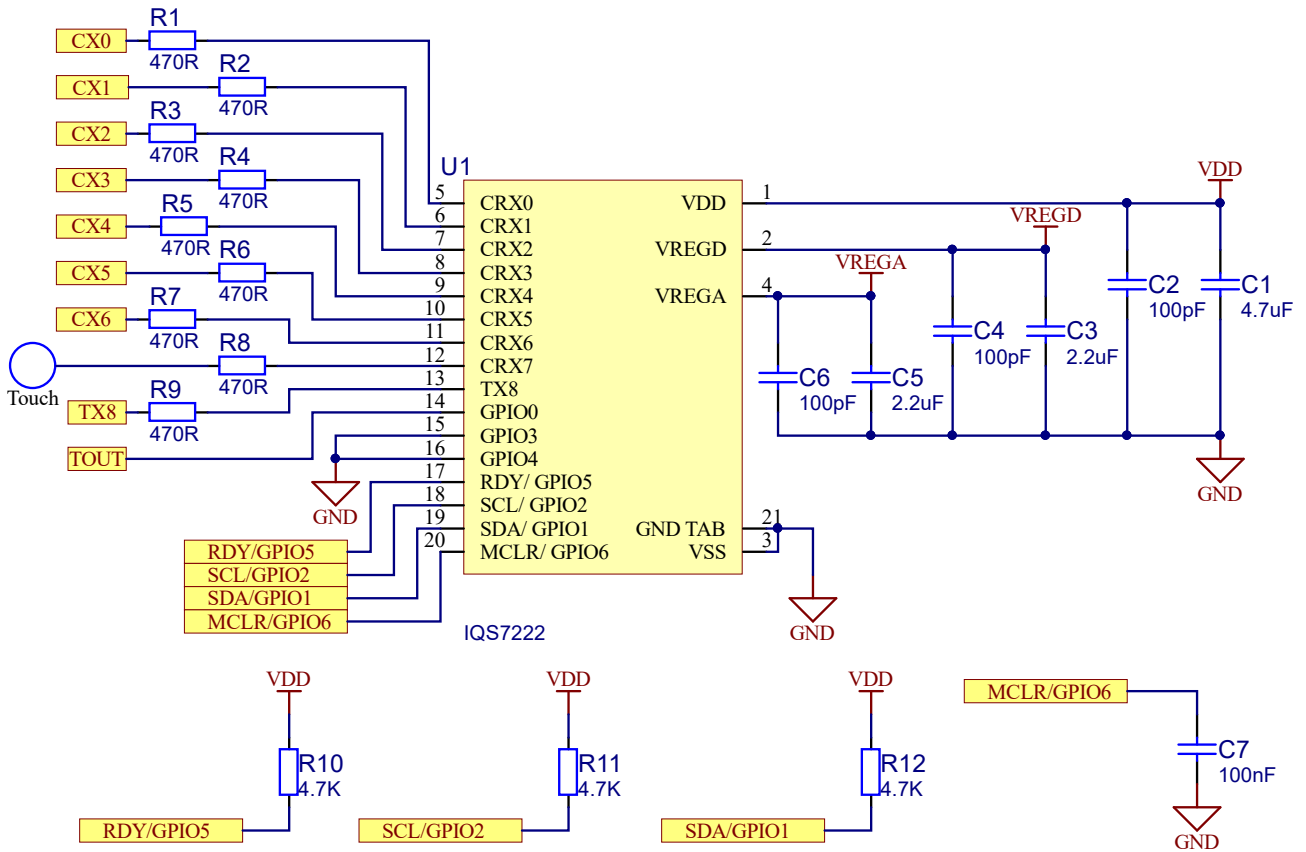 CX0
R1
470R
CX1
R2
470R
CX2
R3
470R
CX3
R4
470R
CX4
R5
470R
CX5
R6
470R
CX6
R7
470R
Touch
R8
470R
TX8
R9
470R
TOUT
GND
RDY/GPIO5
SCL/GPIO2
SDA/GPIO1
MCLR/GPIO6
U1
5 CRX0
6 CRX1
7 CRX2
8 CRX3
9 CRX4
10 CRX5
11 CRX6
12 CRX7
13 TX8
14 GPIO0
15 GPIO3
16 GPIO4
17 RDY/ GPIO5
18 SCL/ GPIO2
19 SDA/ GPIO1
20 MCLR/ GPIO6
VDD 1
VREGD 2
VREGA 4
GND TAB 21
VSS 3
IQS7222
VDD
VREGD
VREGA
C2
100pF
C1
4.7uF
C4
100pF
C3
2.2uF
C6
100pF
C5
2.2uF
GND
GND
VDD
R10
4.7K
RDY/GPIO5
VDD
R11
4.7K
SCL/GPIO2
VDD
R12
4.7K
SDA/GPIO1
MCLR/GPIO6
C7
100nF
GND